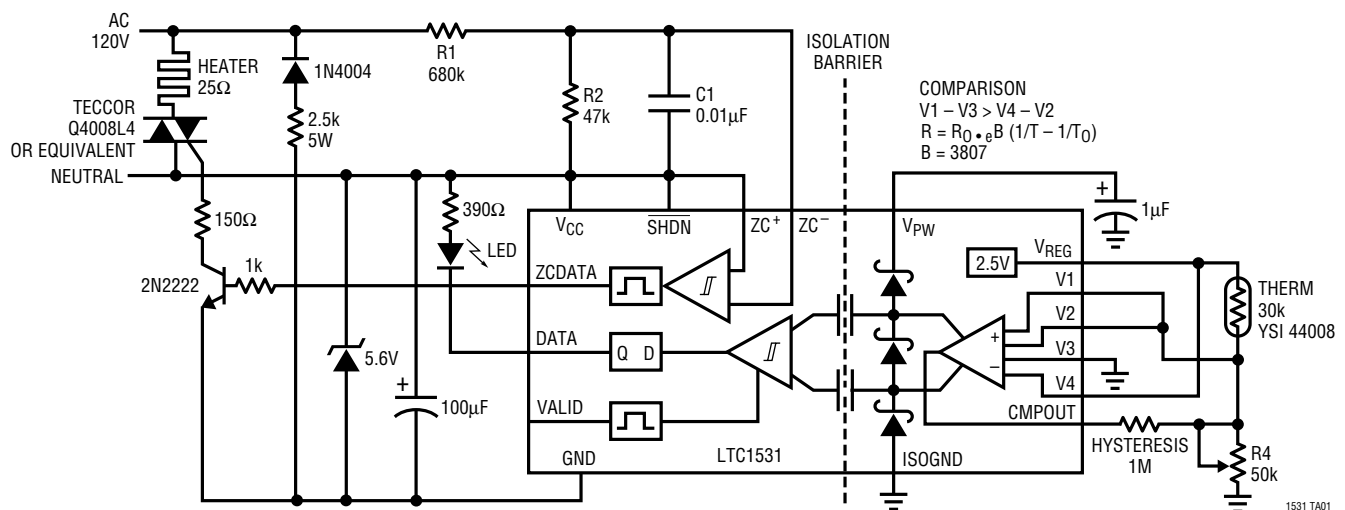 AC
120V
HEATER
25Ω
TECCOR
Q4008L4
OR EQUIVALENT
NEUTRAL
1N4004
2.5k
5W
R1
680k
R2
47k
C1
0.01µF
ISOLATION
BARRIER
COMPARISON
V1 – V3 > V4 – V2
R = RO • eB (1/T – 1/TO)
B = 3807
+
1µF
150Ω
2N2222
1k
5.6V
+
100µF
390Ω
LED
VCC
SHDN
ZC+
ZC–
VPW
ZCDATA
DATA
Q D
VALID
GND
LTC1531
ISOGND
2.5V
VREG
V1
V2
V3
V4
+
–
CMPOUT
THERM
30k
YSI 44008
HYSTERESIS
1M
R4
50k
1531 TA01